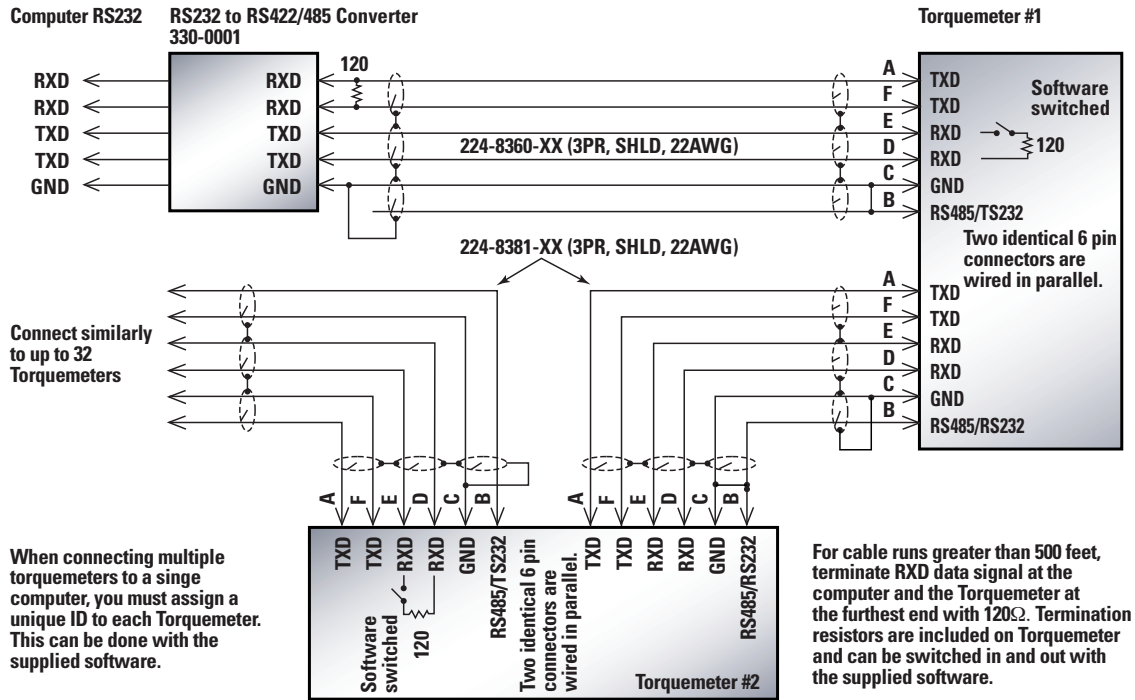 Computer RS232
RS232 to RS422/485 Converter
330-0001
Torquemeter #1
RXD
RXD
TXD
TXD
GND
RXD
RXD
TXD
TXD
GND
120
224-8360-XX (3PR, SHLD, 22AWG)
A
F
E
D
C
B
TXD
TXD
RXD
RXD
GND
RS485/TS232
Software
switched
120
Two identical 6 pin
connectors are
wired in parallel.
224-8381-XX (3PR, SHLD, 22AWG)
A
F
E
D
C
B
TXD
TXD
RXD
RXD
GND
RS485/RS232
Connect similarly
to up to 32
Torquemeters
A
F
E
D
C
B
A
F
E
D
C
B
TXD
TXD
RXD
RXD
GND
RS485/TS232
Two identical 6 pin
connectors are
wired in parallel.
TXD
TXD
RXD
RXD
GND
RS485/RS232
Software
switched
120
Torquemeter #2
When connecting multiple
torquemeters to a singe
computer, you must assign a
unique ID to each Torquemeter.
This can be done with the
supplied software.
For cable runs greater than 500 feet,
terminate RXD data signal at the
computer and the Torquemeter at
the furthest end with 120Ω. Termination
resistors are included on Torquemeter
and can be switched in and out with
the supplied software.